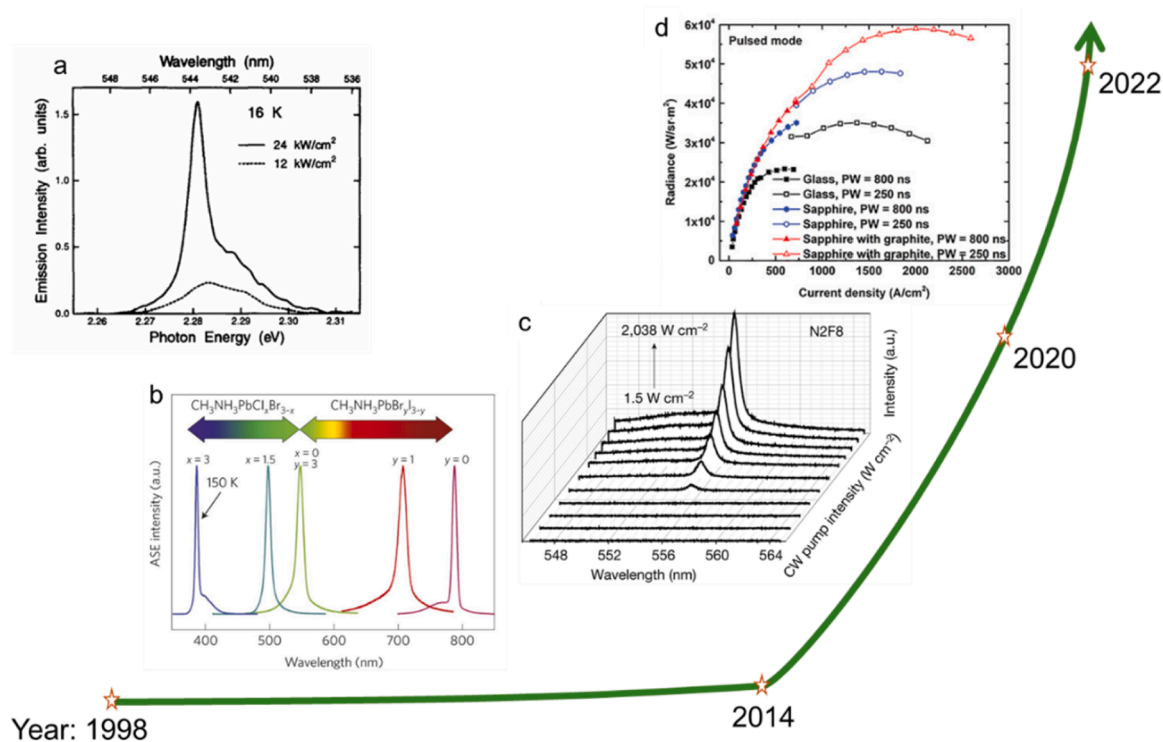 a
Wavelength (nm)
548 546 544 542 540 538 536
Emission Intensity (arb. units)
1.5
1.0
0.5
0.0
16 K
24 kW/cm²
12 kW/cm²
2.26 2.27 2.28 2.29 2.30 2.31
Photon Energy (eV)
b
CH₃NH₃PbClₓBr₃₋ₓ CH₃NH₃PbBrᵧI₃₋ᵧ
x = 3 x = 1.5 x = 0 y = 1 y = 0
y = 3
150 K
ASE intensity (a.u.)
400 500 600 700 800
Wavelength (nm)
c
2,038 W cm⁻²
1.5 W cm⁻²
N2F8
Intensity (a.u.)
CW pump intensity (W cm⁻²)
548 552 556 560 564
Wavelength (nm)
d
Pulsed mode
Radiance (W/sr·m²)
6x10⁴
5x10⁴
4x10⁴
3x10⁴
2x10⁴
1x10⁴
0
Glass, PW = 800 ns
Glass, PW = 250 ns
Sapphire, PW = 800 ns
Sapphire, PW = 250 ns
Sapphire with graphite, PW = 800 ns
Sapphire with graphite, PW = 250 ns
0 500 1000 1500 2000 2500 3000
Current density (A/cm²)
Year: 1998
2014
2020
2022